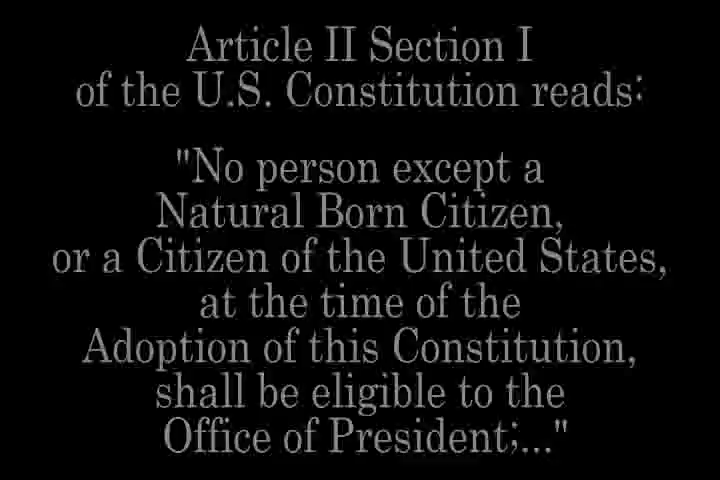 Article II Section I
of the U.S. Constitution reads:
"No person except a
Natural Born Citizen,
or a Citizen of the United States,
at the time of the
Adoption of this Constitution,
shall be eligible to the
Office of President;..."